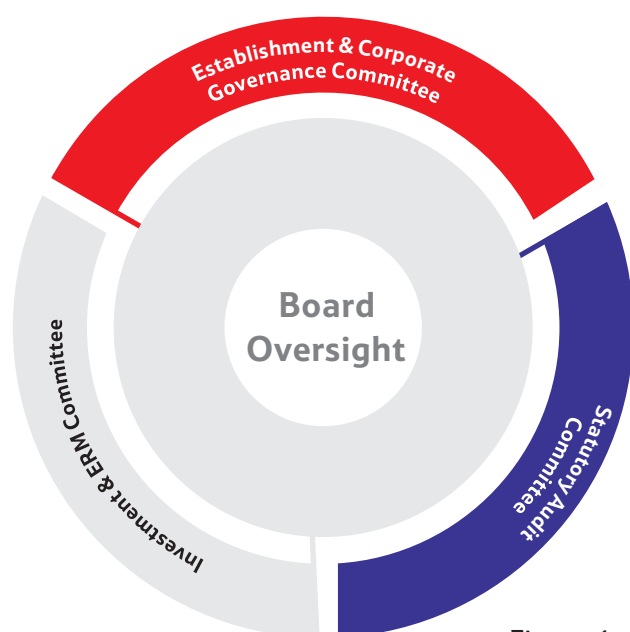 Establishment & Corporate
Governance Committee
Board
Oversight
Investment & ERM Committee
Statutory Audit
Committee